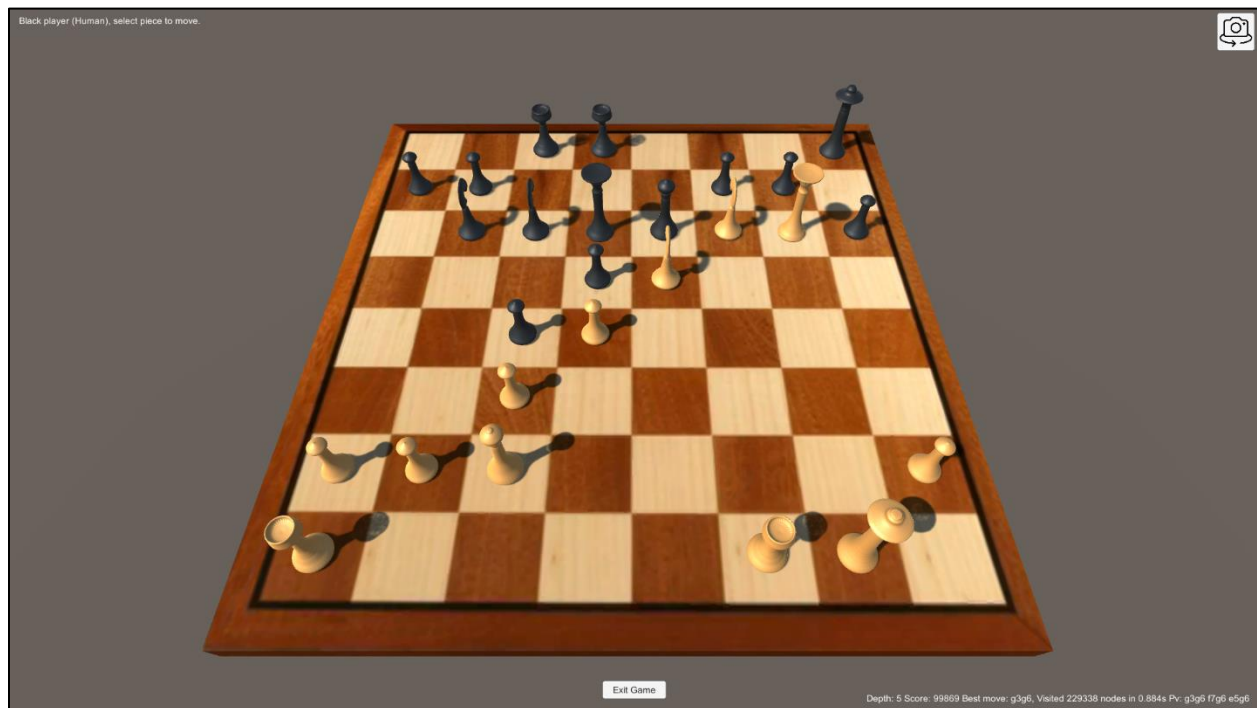 Black player (Human), select piece to move.
Exit Game
Depth: 5 Score: 99869 Best move: g3g6, Visited 229338 nodes in 0.884s Pv: g3g6 f7g6 e5g6